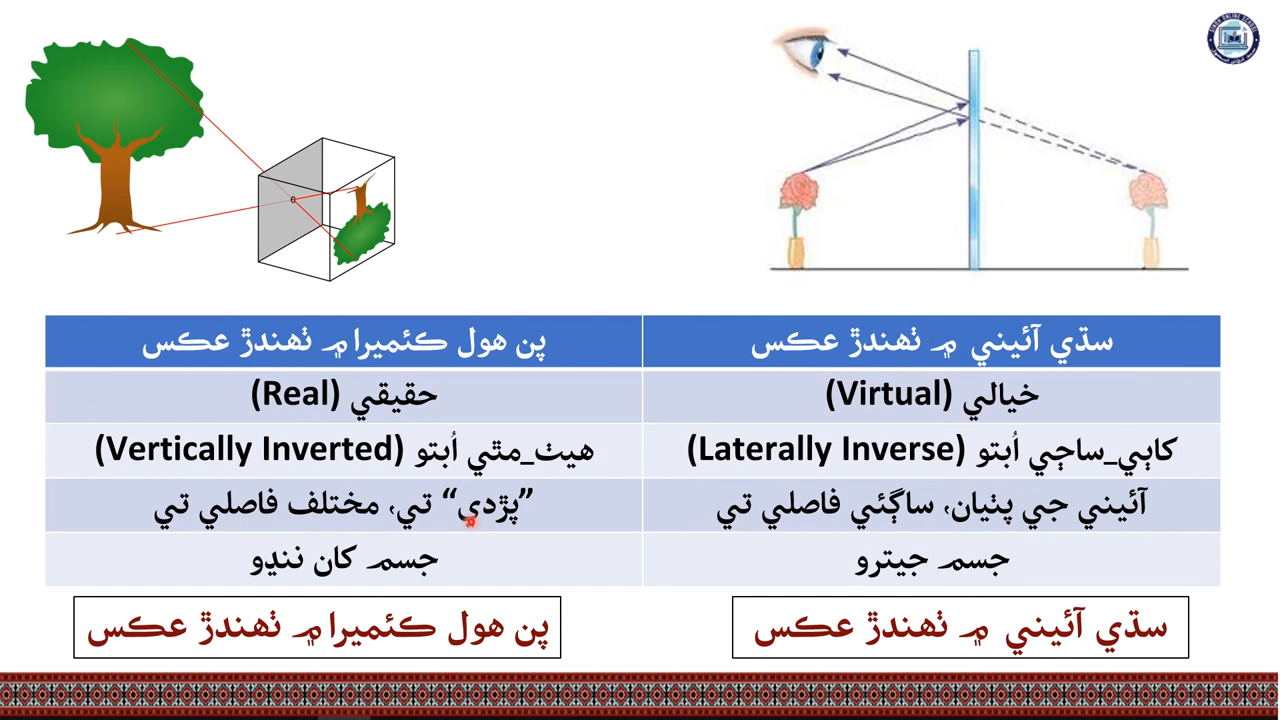 سڌي آئيني ۾ ٺهندڙ عڪس
پن هول ڪئميرا ۾ ٺهندڙ عڪس
خيالي (Virtual)
حقيقي (Real)
کاٻي_ساڄي اُبتو (Laterally Inverse)
هيٺ_مٿي اُبتو (Vertically Inverted)
آئيني جي پٺيان، ساڳئي فاصلي تي
”پڙدي“ تي، مختلف فاصلي تي
جسم جيترو
جسم کان ننڍو
سڌي آئيني ۾ ٺهندڙ عڪس
پن هول ڪئميرا ۾ ٺهندڙ عڪس